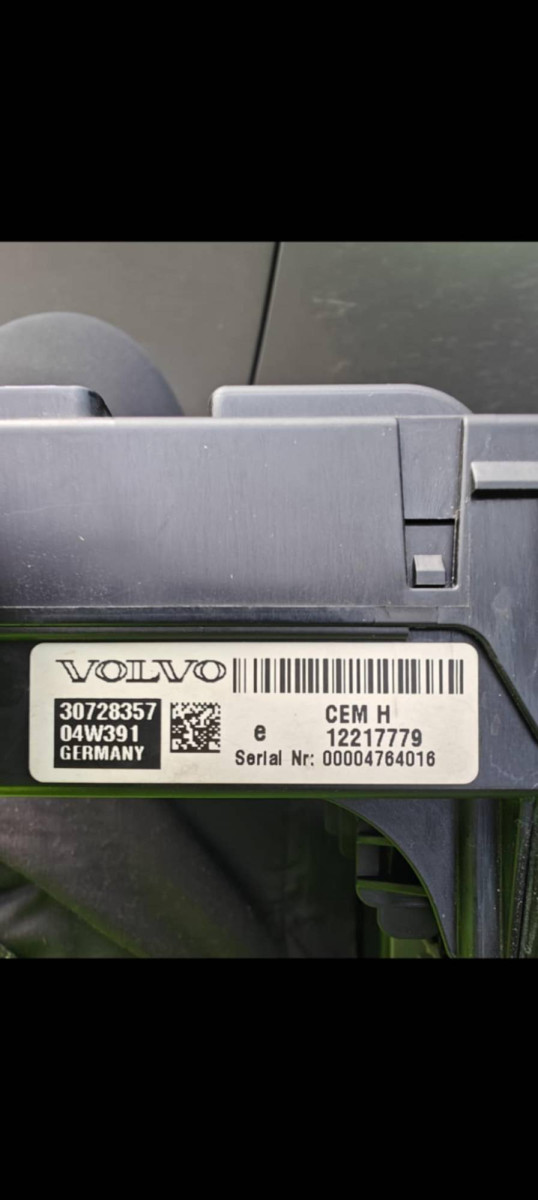 VOLVO
30728357
04W391
GERMANY
e
CEM H
12217779
Serial Nr: 00004764016